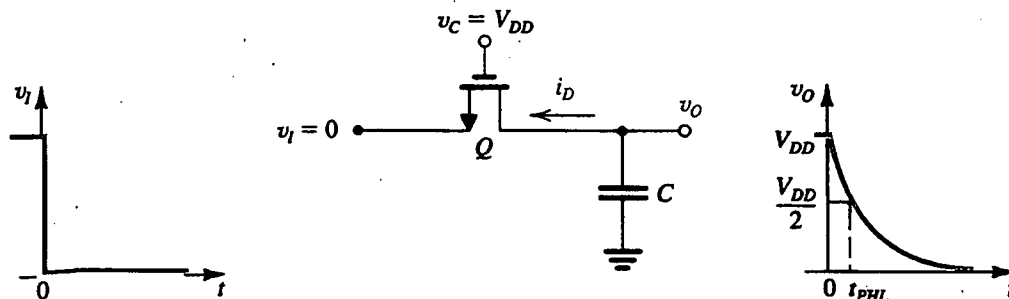 v_I
0
t
v_C = V_DD
v_I = 0
Q
i_D
v_O
C
v_O
V_DD
V_DD
2
0
t_PHL